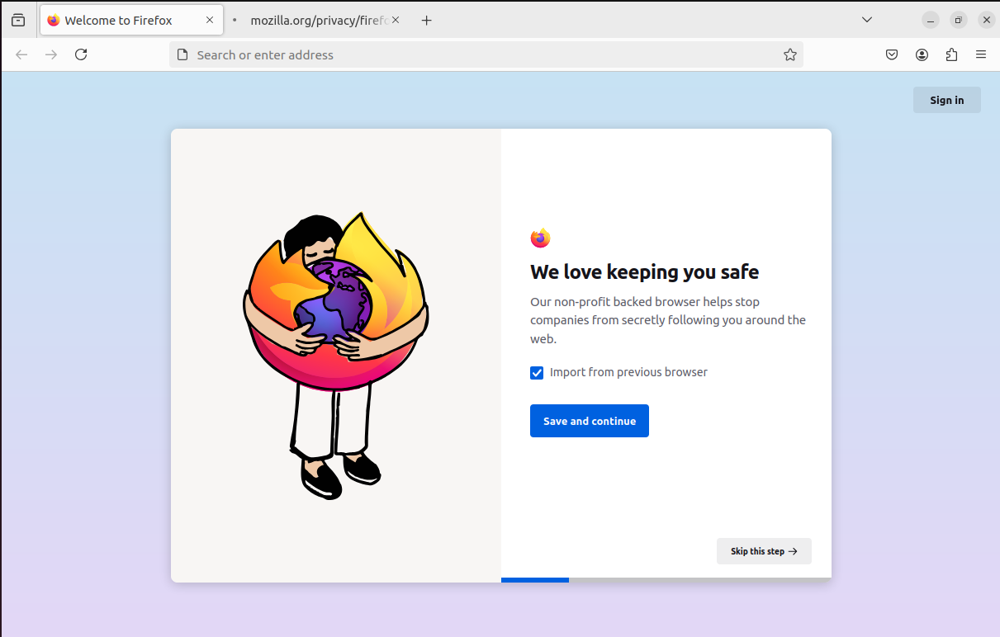 Welcome to Firefox
mozilla.org/privacy/firefo
Search or enter address
Sign in
We love keeping you safe
Our non-profit backed browser helps stop
companies from secretly following you around the
web.
Import from previous browser
Save and continue
Skip this step